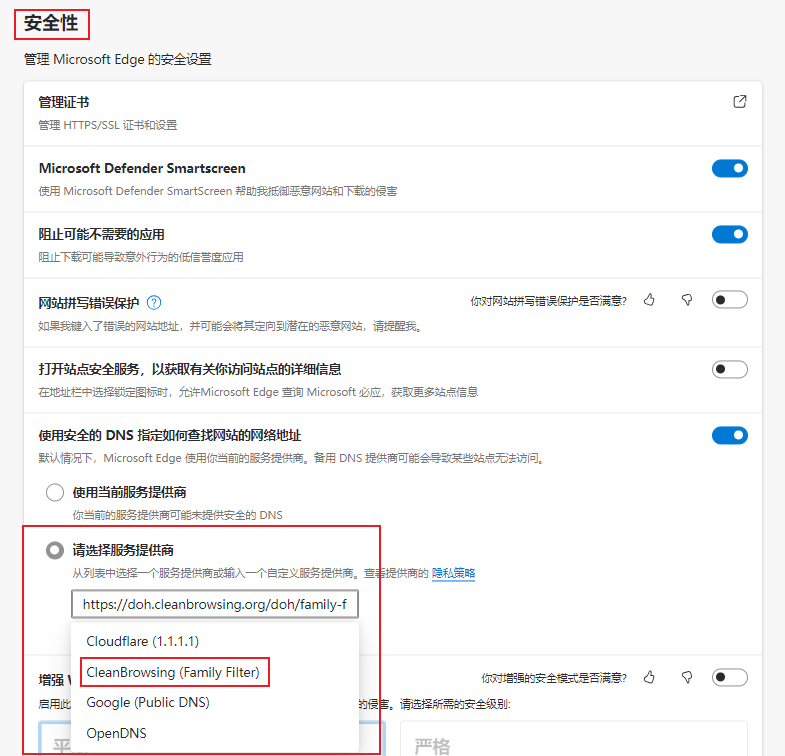 安全性
管理 Microsoft Edge 的安全设置
管理证书
管理 HTTPS/SSL 证书和设置
Microsoft Defender Smartscreen
使用 Microsoft Defender SmartScreen 帮助我抵御恶意网站和下载的侵害
阻止可能不需要的应用
阻止下载可能导致意外行为的低信誉度应用
网站拼写错误保护 ?
你对网站拼写错误保护是否满意?
如果我键入了错误的网站地址，并可能会将其定向到潜在的恶意网站，请提醒我。
打开站点安全服务，以获取有关你访问站点的详细信息
在地址栏中选择锁定图标时，允许Microsoft Edge 查询 Microsoft 必应，获取更多站点信息
使用安全的 DNS 指定如何查找网站的网络地址
默认情况下，Microsoft Edge 使用你当前的服务提供商。备用 DNS 提供商可能会导致某些站点无法访问。
使用当前服务提供商
你当前的服务提供商可能未提供安全的 DNS
请选择服务提供商
从列表中选择一个服务提供商或输入一个自定义服务提供商。查看提供商的 隐私策略
https://doh.cleanbrowsing.org/doh/family-f
Cloudflare (1.1.1.1)
CleanBrowsing (Family Filter)
Google (Public DNS)
OpenDNS
增强
你对增强的安全模式是否满意?
启用此
的侵害。请选择所需的安全级别:
平
严格